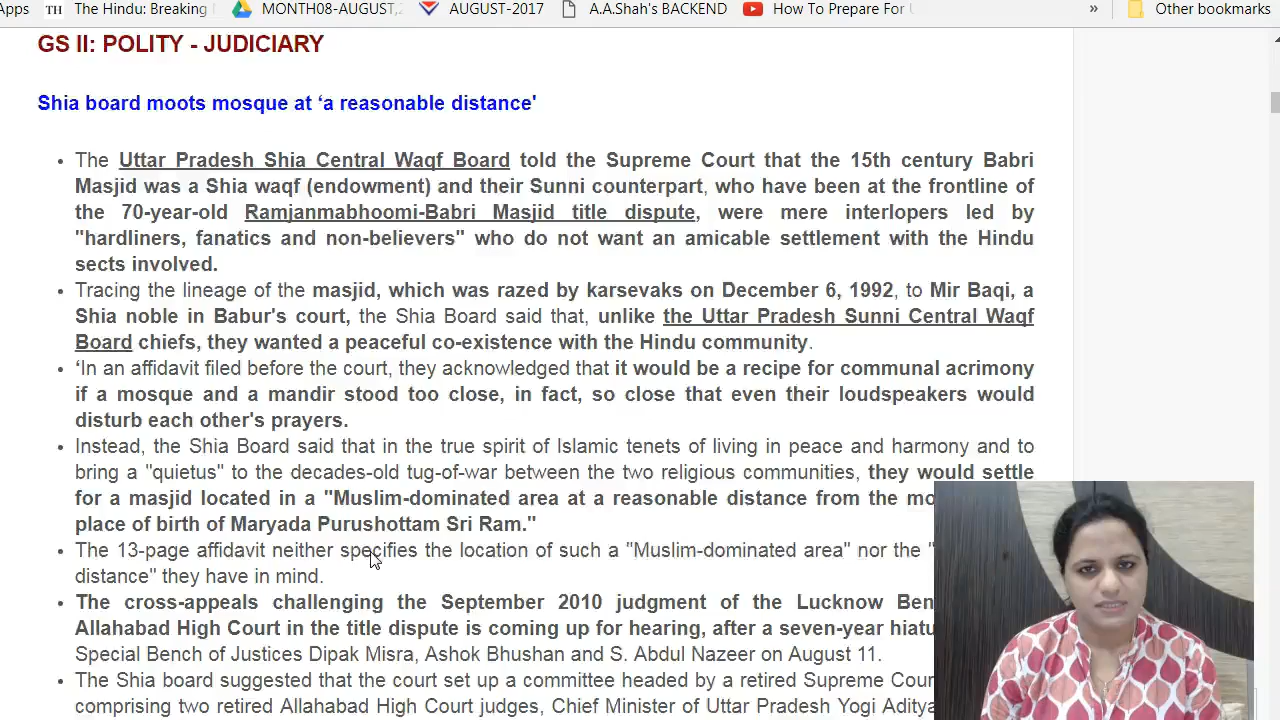 Apps TH The Hindu: Breaking MONTH08-AUGUST, AUGUST-2017 A.A.Shah's BACKEND How To Prepare For » Other bookmarks
GS II: POLITY - JUDICIARY
Shia board moots mosque at ‘a reasonable distance'
• The Uttar Pradesh Shia Central Waqf Board told the Supreme Court that the 15th century Babri
Masjid was a Shia waqf (endowment) and their Sunni counterpart, who have been at the frontline of
the 70-year-old Ramjanmabhoomi-Babri Masjid title dispute, were mere interlopers led by
"hardliners, fanatics and non-believers" who do not want an amicable settlement with the Hindu
sects involved.
• Tracing the lineage of the masjid, which was razed by karsevaks on December 6, 1992, to Mir Baqi, a
Shia noble in Babur's court, the Shia Board said that, unlike the Uttar Pradesh Sunni Central Waqf
Board chiefs, they wanted a peaceful co-existence with the Hindu community.
• ‘In an affidavit filed before the court, they acknowledged that it would be a recipe for communal acrimony
if a mosque and a mandir stood too close, in fact, so close that even their loudspeakers would
disturb each other's prayers.
• Instead, the Shia Board said that in the true spirit of Islamic tenets of living in peace and harmony and to
bring a "quietus" to the decades-old tug-of-war between the two religious communities, they would settle
for a masjid located in a "Muslim-dominated area at a reasonable distance from the mo
place of birth of Maryada Purushottam Sri Ram."
• The 13-page affidavit neither specifies the location of such a "Muslim-dominated area" nor the "
distance" they have in mind.
• The cross-appeals challenging the September 2010 judgment of the Lucknow Ben
Allahabad High Court in the title dispute is coming up for hearing, after a seven-year hiatu
Special Bench of Justices Dipak Misra, Ashok Bhushan and S. Abdul Nazeer on August 11.
• The Shia board suggested that the court set up a committee headed by a retired Supreme Cour
comprising two retired Allahabad High Court judges, Chief Minister of Uttar Pradesh Yogi Aditya